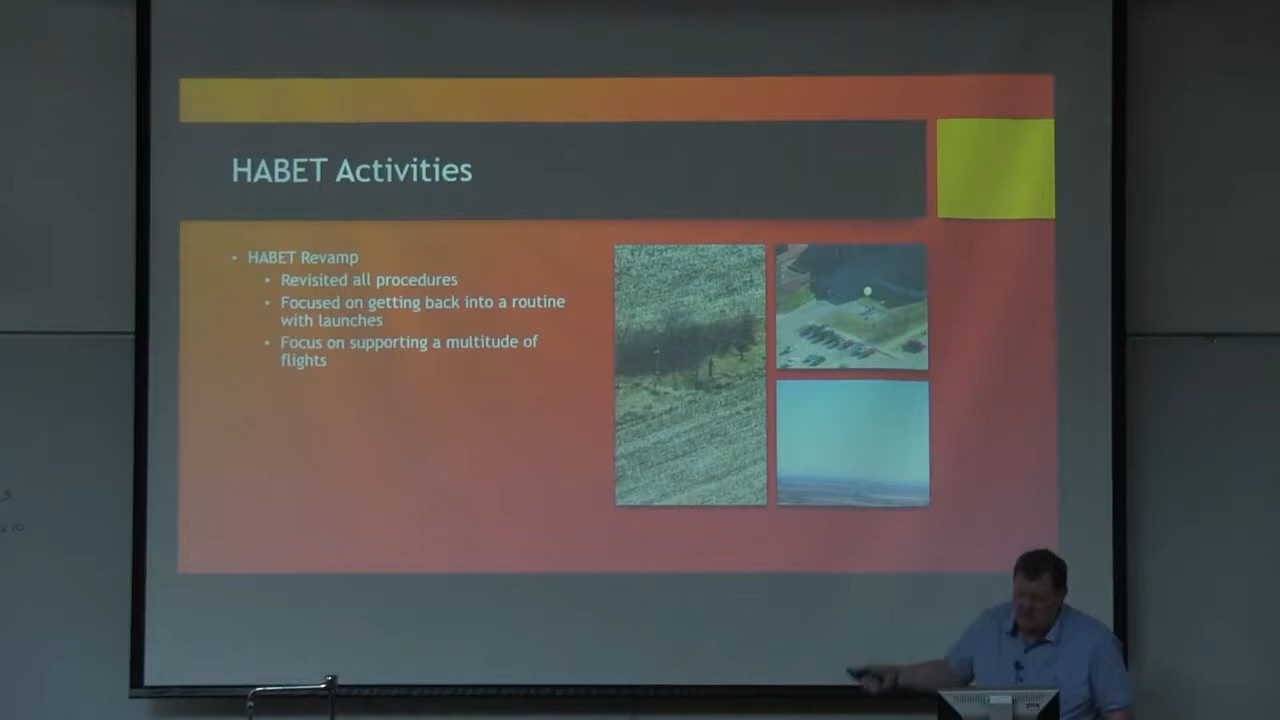 HABET Activities
HABET Revamp
Revisited all procedures
Focused on getting back into a routine
with launches
Focus on supporting a multitude of
flights